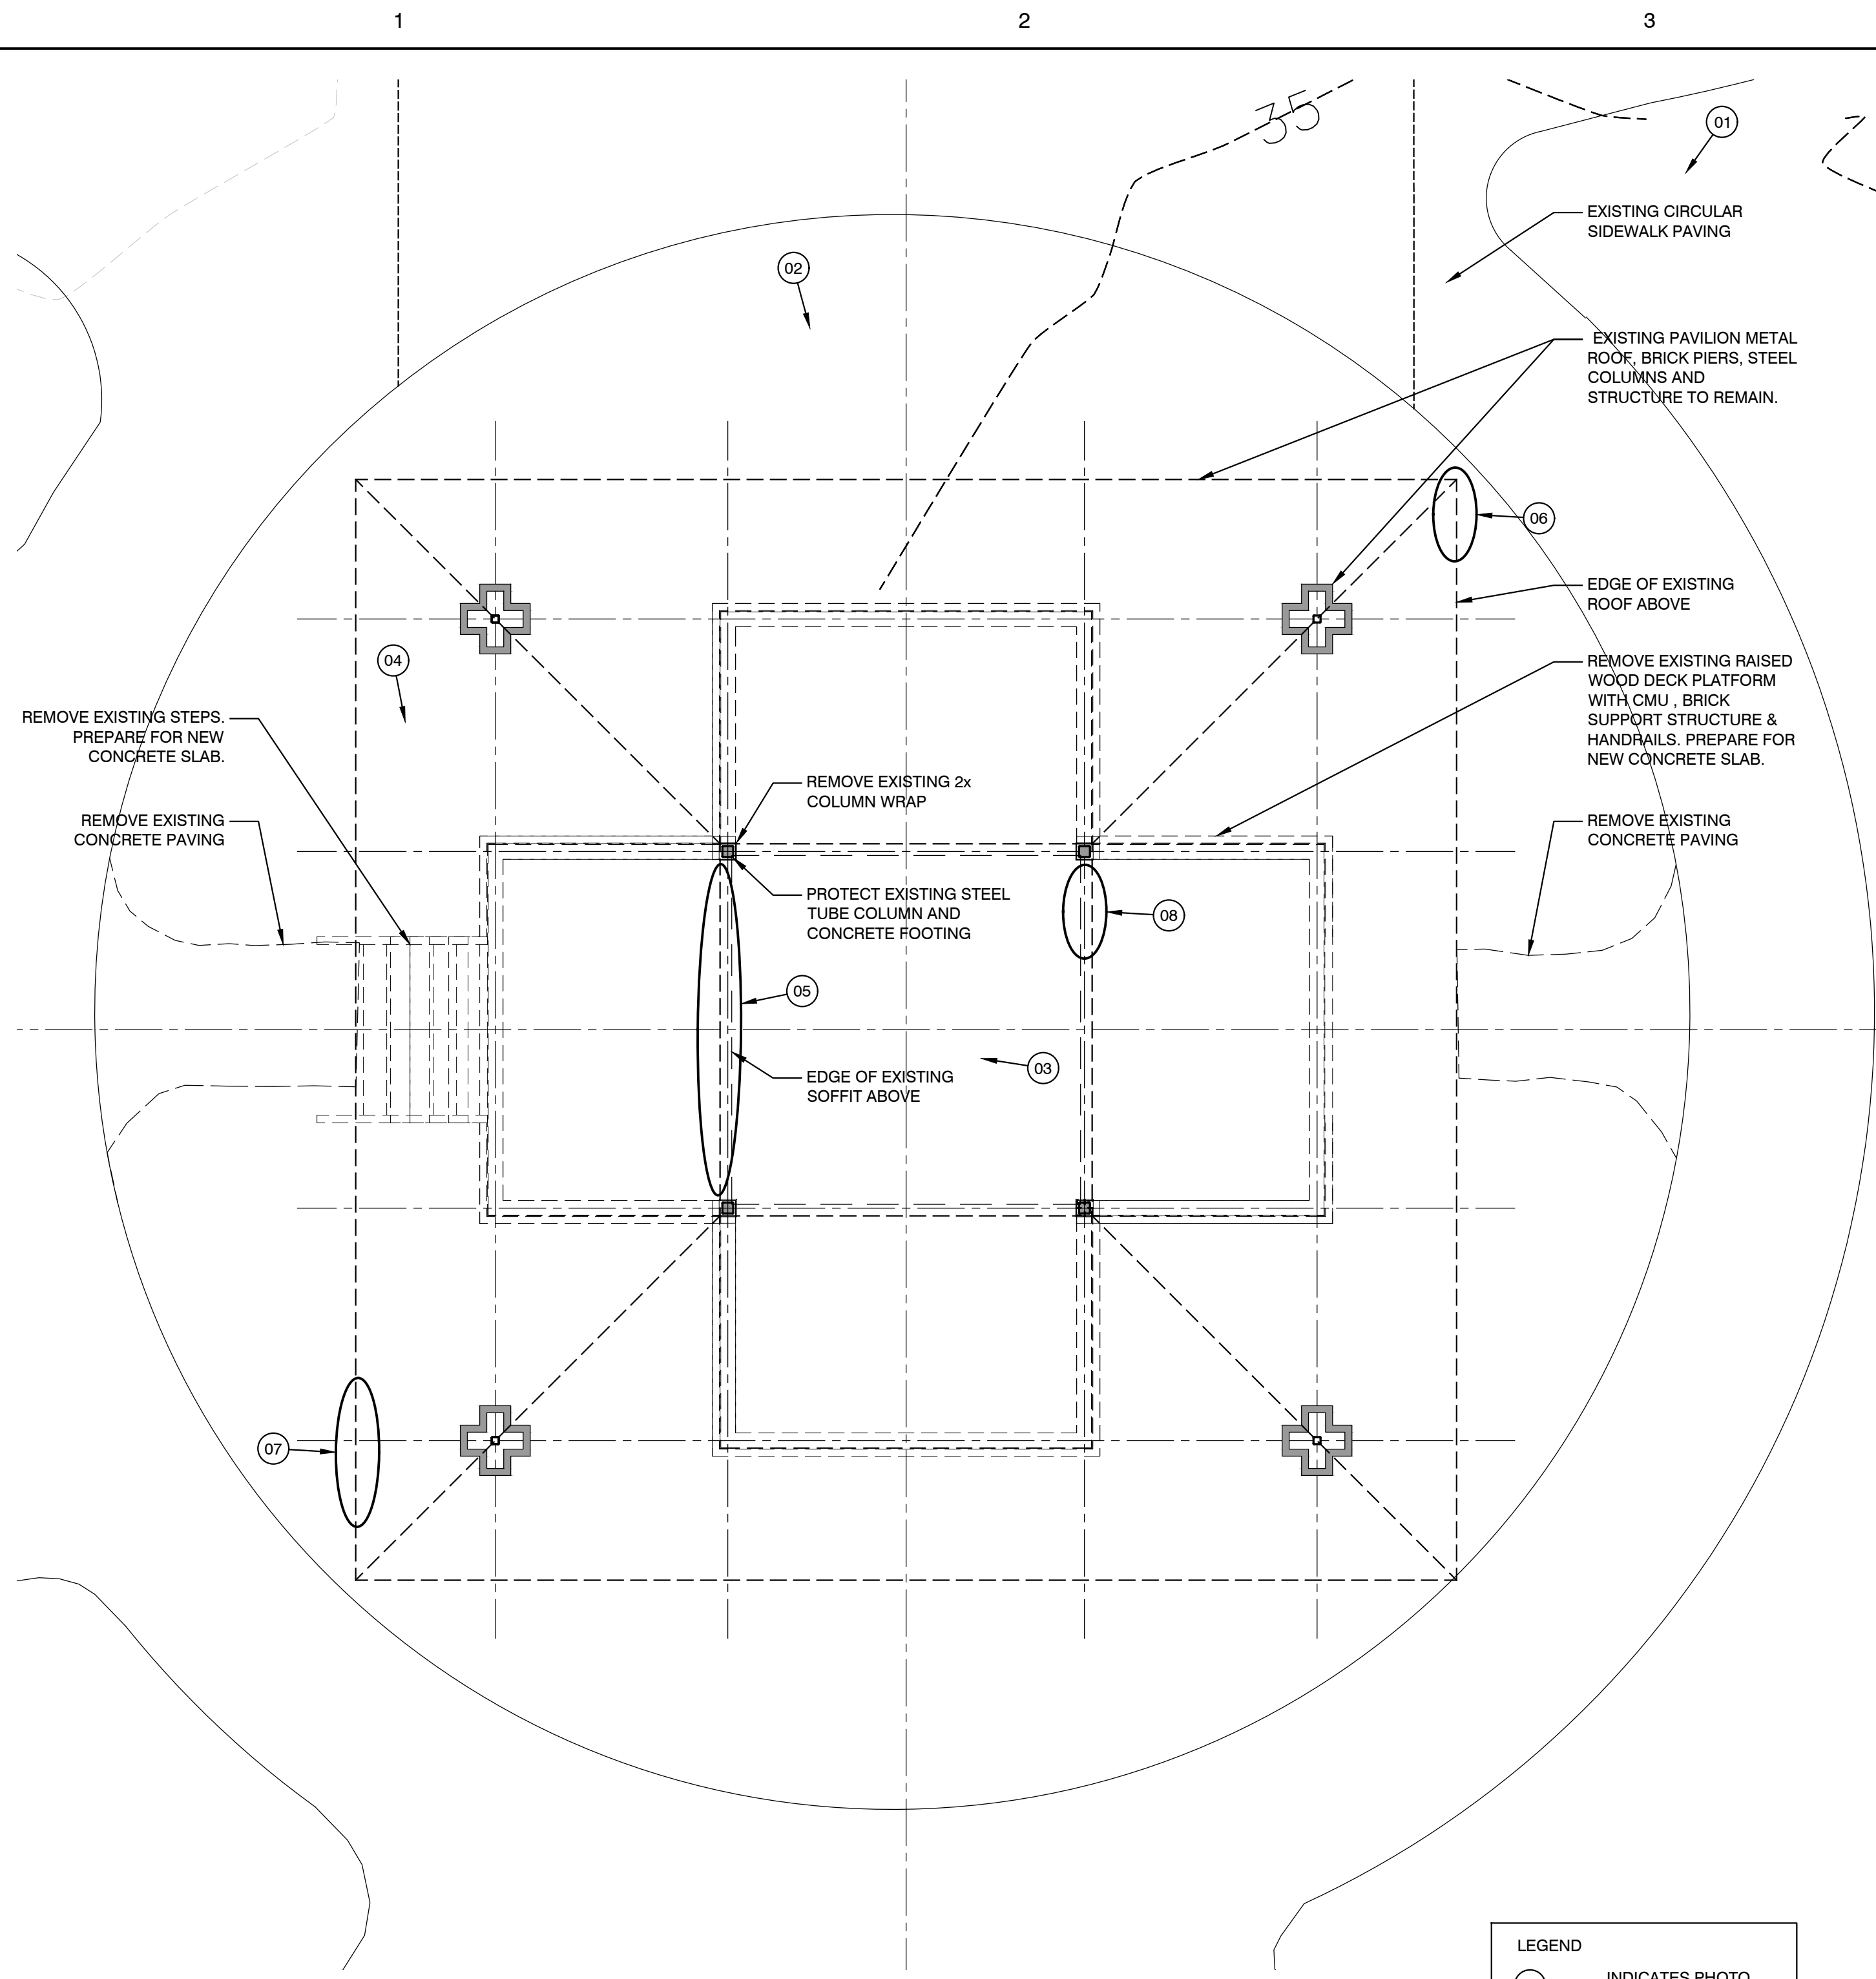 1 2 3
35
01
EXISTING CIRCULAR
SIDEWALK PAVING
02
EXISTING PAVILION METAL
ROOF, BRICK PIERS, STEEL
COLUMNS AND
STRUCTURE TO REMAIN.
06
EDGE OF EXISTING
ROOF ABOVE
04
REMOVE EXISTING RAISED
WOOD DECK PLATFORM
WITH CMU , BRICK
SUPPORT STRUCTURE &
HANDRAILS. PREPARE FOR
NEW CONCRETE SLAB.
REMOVE EXISTING STEPS.
PREPARE FOR NEW
CONCRETE SLAB.
REMOVE EXISTING 2x
COLUMN WRAP
REMOVE EXISTING
CONCRETE PAVING
REMOVE EXISTING
CONCRETE PAVING
PROTECT EXISTING STEEL
TUBE COLUMN AND
CONCRETE FOOTING
08
05
03
EDGE OF EXISTING
SOFFIT ABOVE
07
LEGEND
INDICATES PHOTO